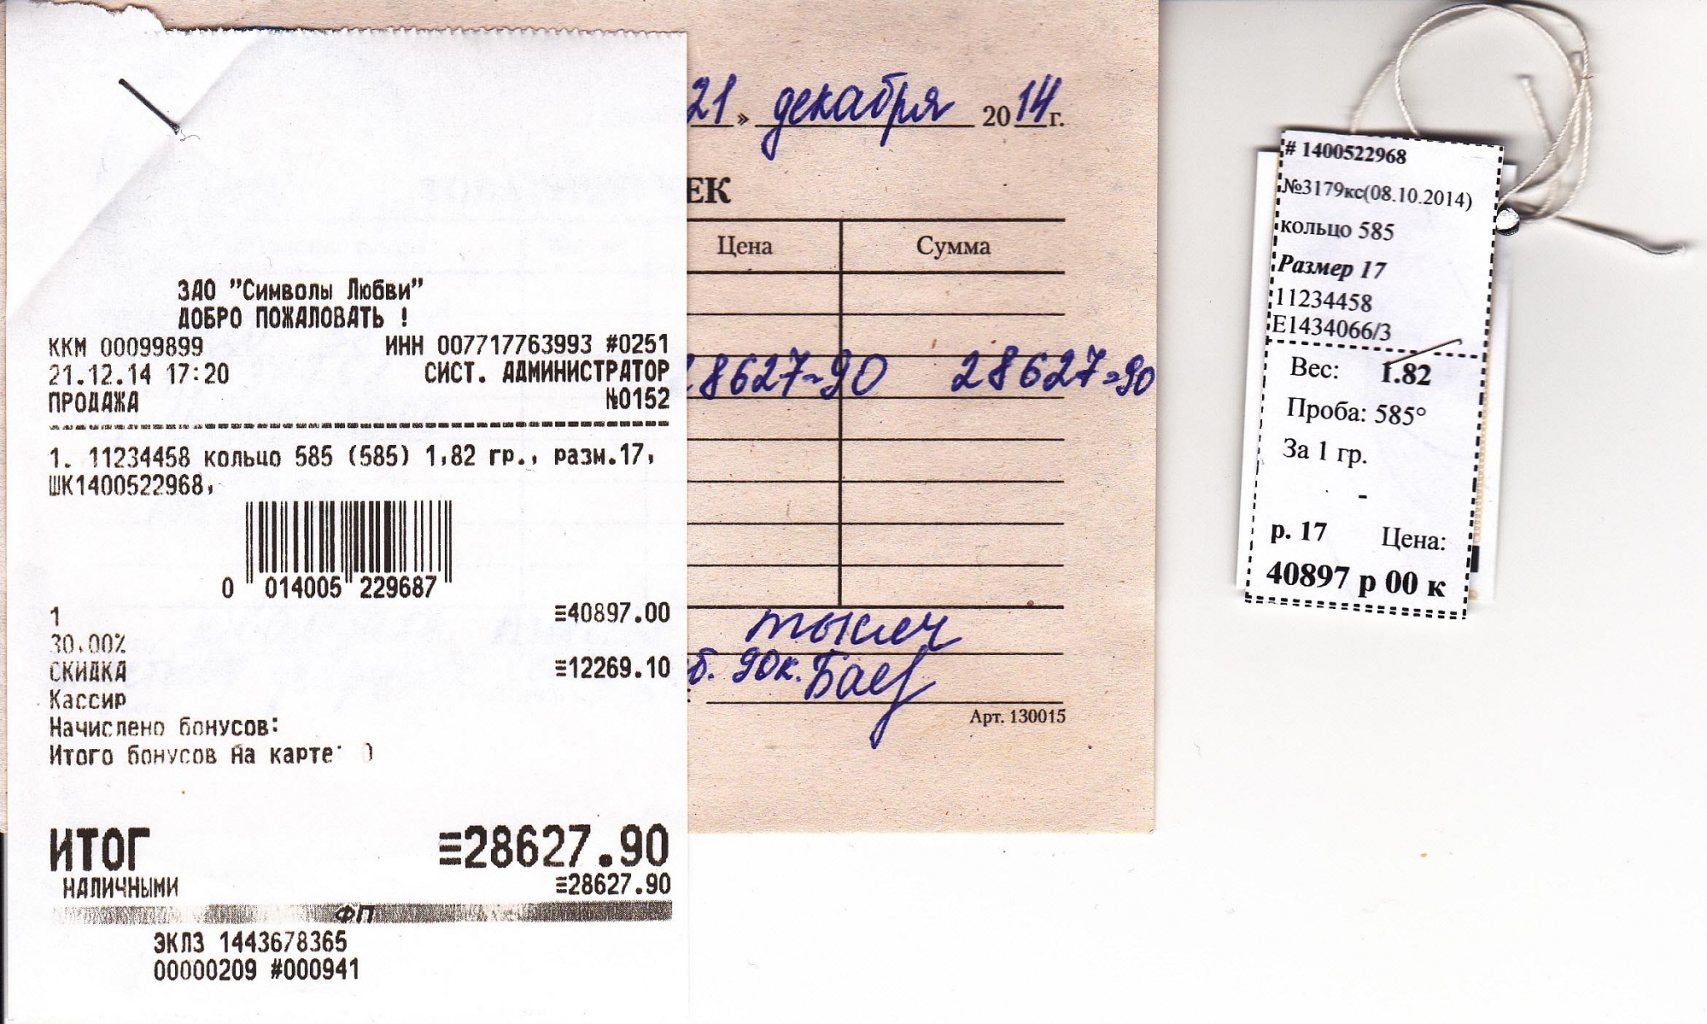 ЗАО "Символы Любви"
ДОБРО ПОЖАЛОВАТЬ !
ККМ 00099899 ИНН 007717763993 #0251
21.12.14 17:20 СИСТ. АДМИНИСТРАТОР
ПРОДАЖА №0152
1. 11234458 кольцо 585 (585) 1,82 гр., разм.17,
ШК1400522968,
0 014005 229687
1 ≡40897.00
30.00%
СКИДКА ≡12269.10
Кассир
Начислено бонусов:
Итого бонусов на карте: 0
ИТОГ ≡28627.90
НАЛИЧНЫМИ ≡28627.90
ФП
ЭКЛЗ 1443678365
00000209 #000941
21 » декабря 2014 г.
ЕК
Цена Сумма
28627=90 28627=90
тысяч
б. 90к.
Арт. 130015
# 1400522968
№3179кс(08.10.2014)
кольцо 585
Размер 17
11234458
Е1434066/3
Вес: 1.82
Проба: 585°
За 1 гр.
-
р. 17 Цена:
40897 р 00 к